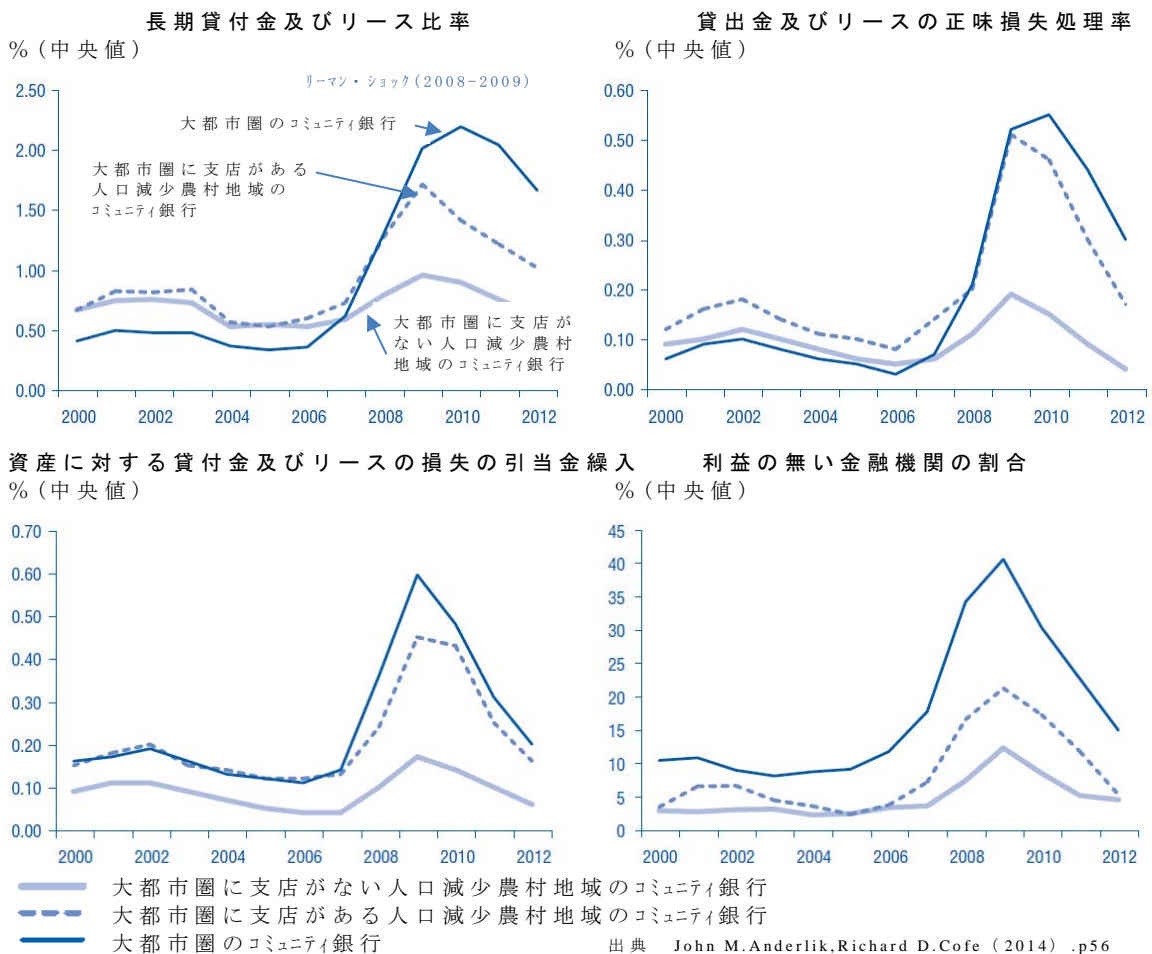 長期貸付金及びリース比率
%(中央値)
リーマン・ショック(2008-2009)
大都市圏のコミュニティ銀行
大都市圏に支店がある
人口減少農村地域の
コミュニティ銀行
大都市圏に支店が
ない人口減少農村
地域のコミュニティ銀行
2.50
2.00
1.50
1.00
0.50
0.00
2000 2002 2004 2006 2008 2010 2012
貸出金及びリースの正味損失処理率
%(中央値)
0.60
0.50
0.40
0.30
0.20
0.10
0.00
2000 2002 2004 2006 2008 2010 2012
資産に対する貸付金及びリースの損失の引当金繰入
%(中央値)
0.70
0.60
0.50
0.40
0.30
0.20
0.10
0.00
2000 2002 2004 2006 2008 2010 2012
利益の無い金融機関の割合
%(中央値)
45
40
35
30
25
20
15
10
5
0
2000 2002 2004 2006 2008 2010 2012
大都市圏に支店がない人口減少農村地域のコミュニティ銀行
大都市圏に支店がある人口減少農村地域のコミュニティ銀行
大都市圏のコミュニティ銀行
出典 John M.Anderlik,Richard D.Cofe(2014).p56